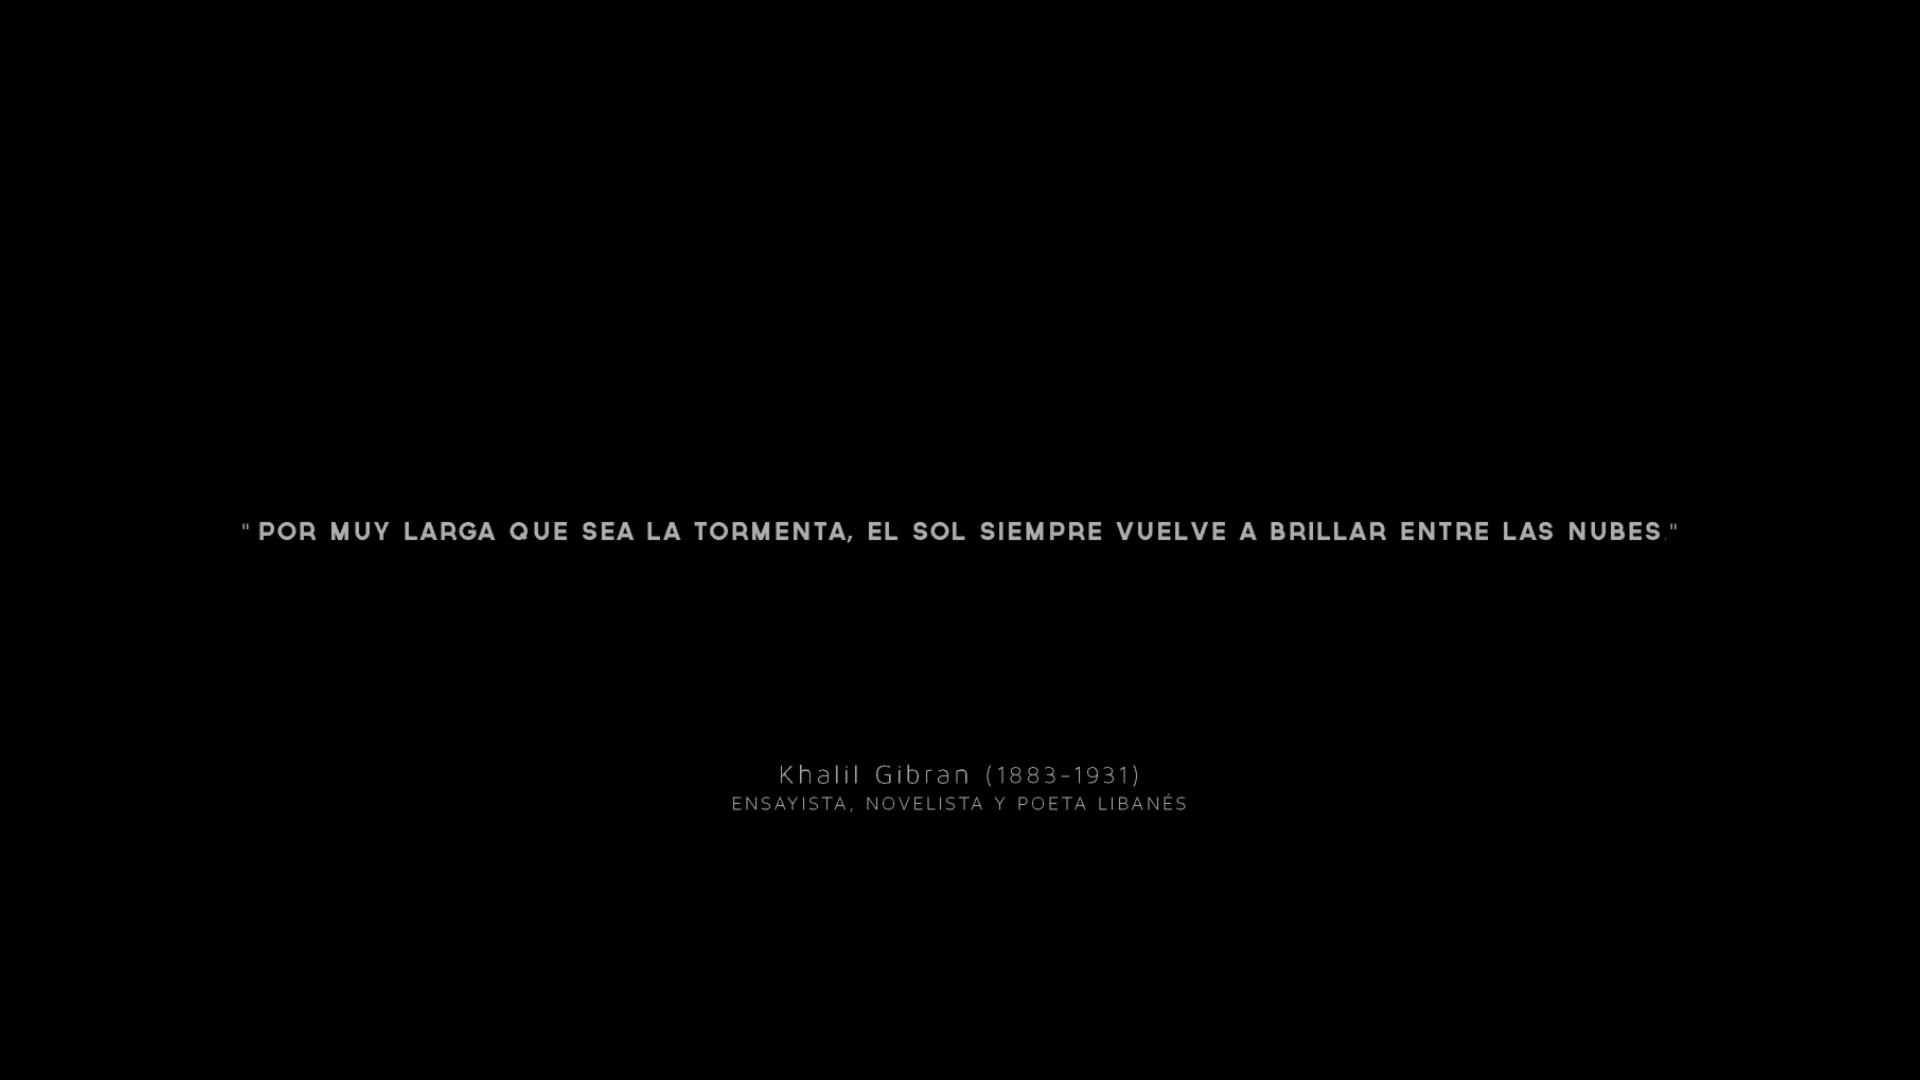 " POR MUY LARGA QUE SEA LA TORMENTA, EL SOL SIEMPRE VUELVE A BRILLAR ENTRE LAS NUBES."
Khalil Gibran (1883-1931)
ENSAYISTA, NOVELISTA Y POETA LIBANÉS